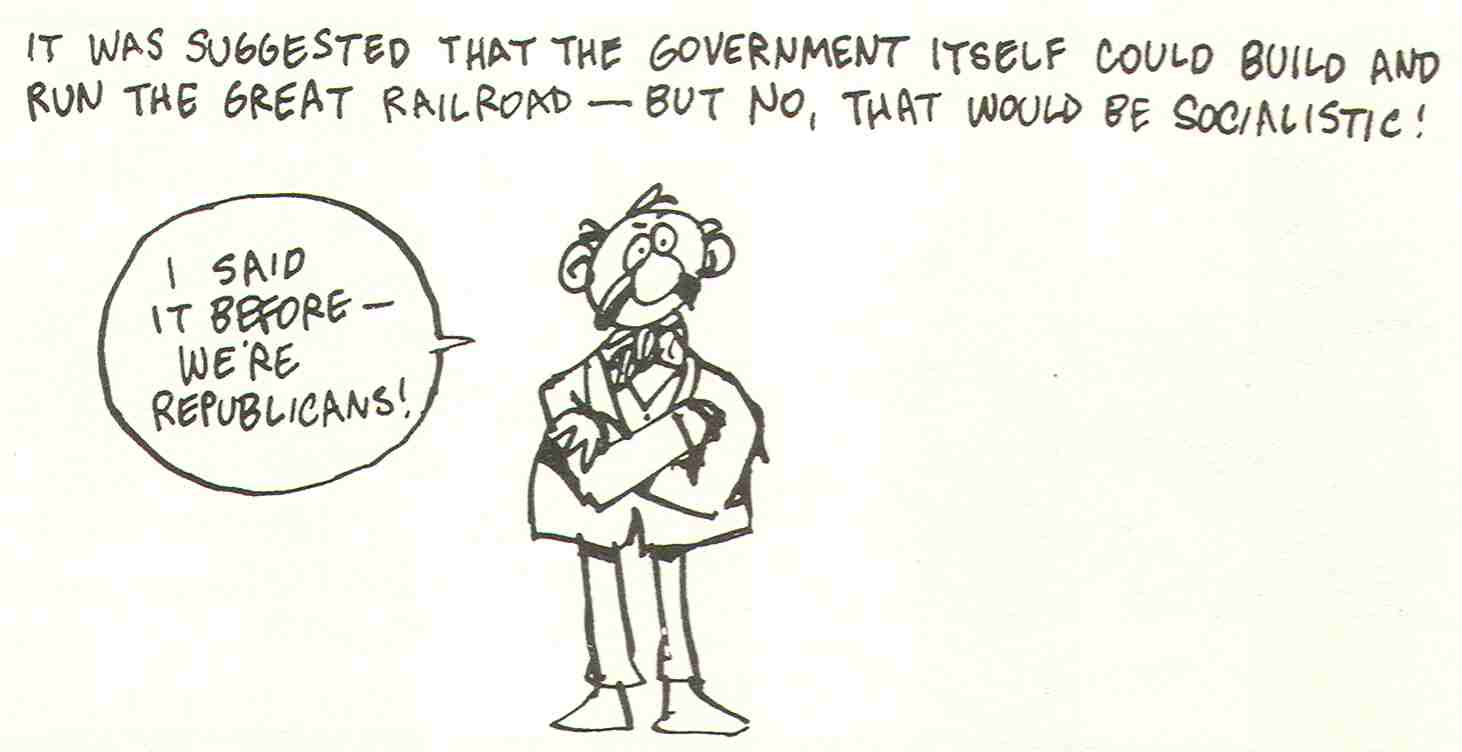 IT WAS SUGGESTED THAT THE GOVERNMENT ITSELF COULD BUILD AND
RUN THE GREAT RAILROAD — BUT NO, THAT WOULD BE SOCIALISTIC!
I SAID
IT BEFORE —
WE'RE
REPUBLICANS!